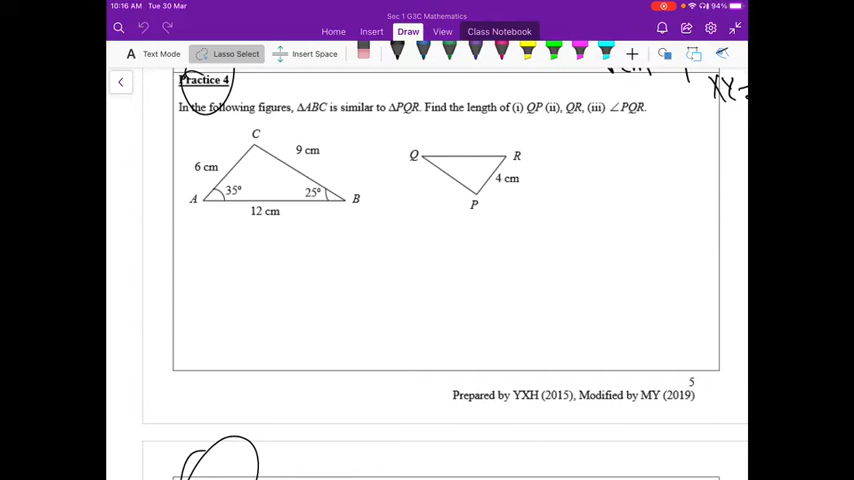 10:16 AM Tue 30 Mar
94%
Sec 1 G3C Mathematics
Home Insert Draw View Class Notebook
A Text Mode Lasso Select Insert Space
Practice 4
In the following figures, ΔABC is similar to ΔPQR. Find the length of (i) QP (ii), QR, (iii) ∠PQR.
C
9 cm
6 cm
35°
25°
A
B
12 cm
Q
R
4 cm
P
5
Prepared by YXH (2015), Modified by MY (2019)
XY=